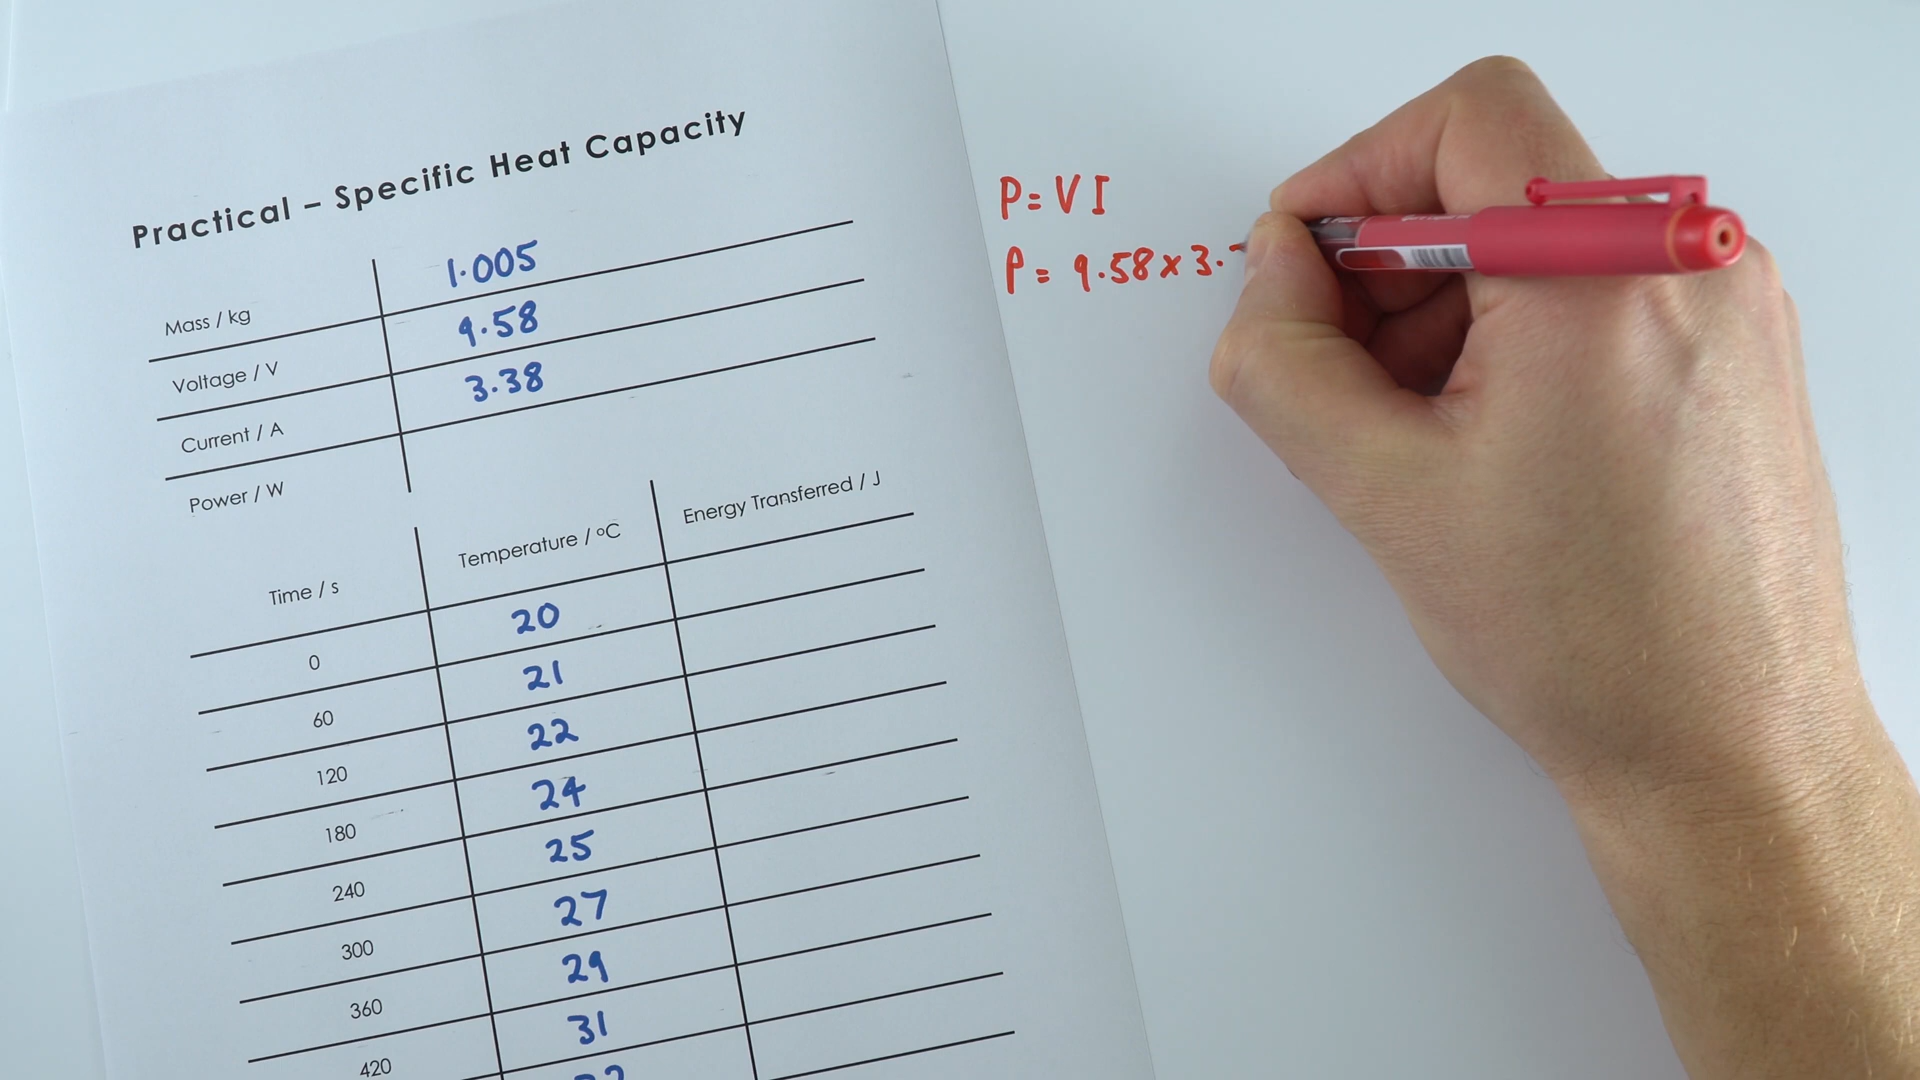 Practical – Specific Heat Capacity
Mass / kg 1.005
Voltage / V 9.58
Current / A 3.38
Power / W
Time / s Temperature / °C Energy Transferred / J
0 20
60 21
120 22
180 24
240 25
300 27
360 29
420 31
P = V I
P = 9.58 x 3.